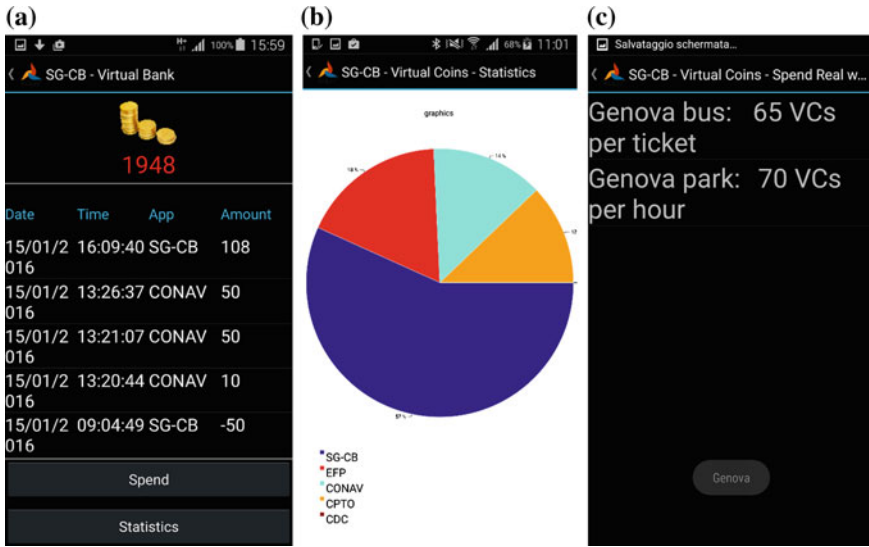 (a)
(b)
(c)
100% 15:59
SG-CB - Virtual Bank
1948
Date Time App Amount
15/01/2 16:09:40 SG-CB 108
016
15/01/2 13:26:37 CONAV 50
016
15/01/2 13:21:07 CONAV 50
016
15/01/2 13:20:44 CONAV 10
016
15/01/2 09:04:49 SG-CB -50
016
Spend
Statistics
68% 11:01
SG-CB - Virtual Coins - Statistics
graphics
14 %
SG-CB
EFP
CONAV
CPTO
CDC
Salvataggio schermata…
SG-CB - Virtual Coins - Spend Real w…
Genova bus: 65 VCs
per ticket
Genova park: 70 VCs
per hour
Genova